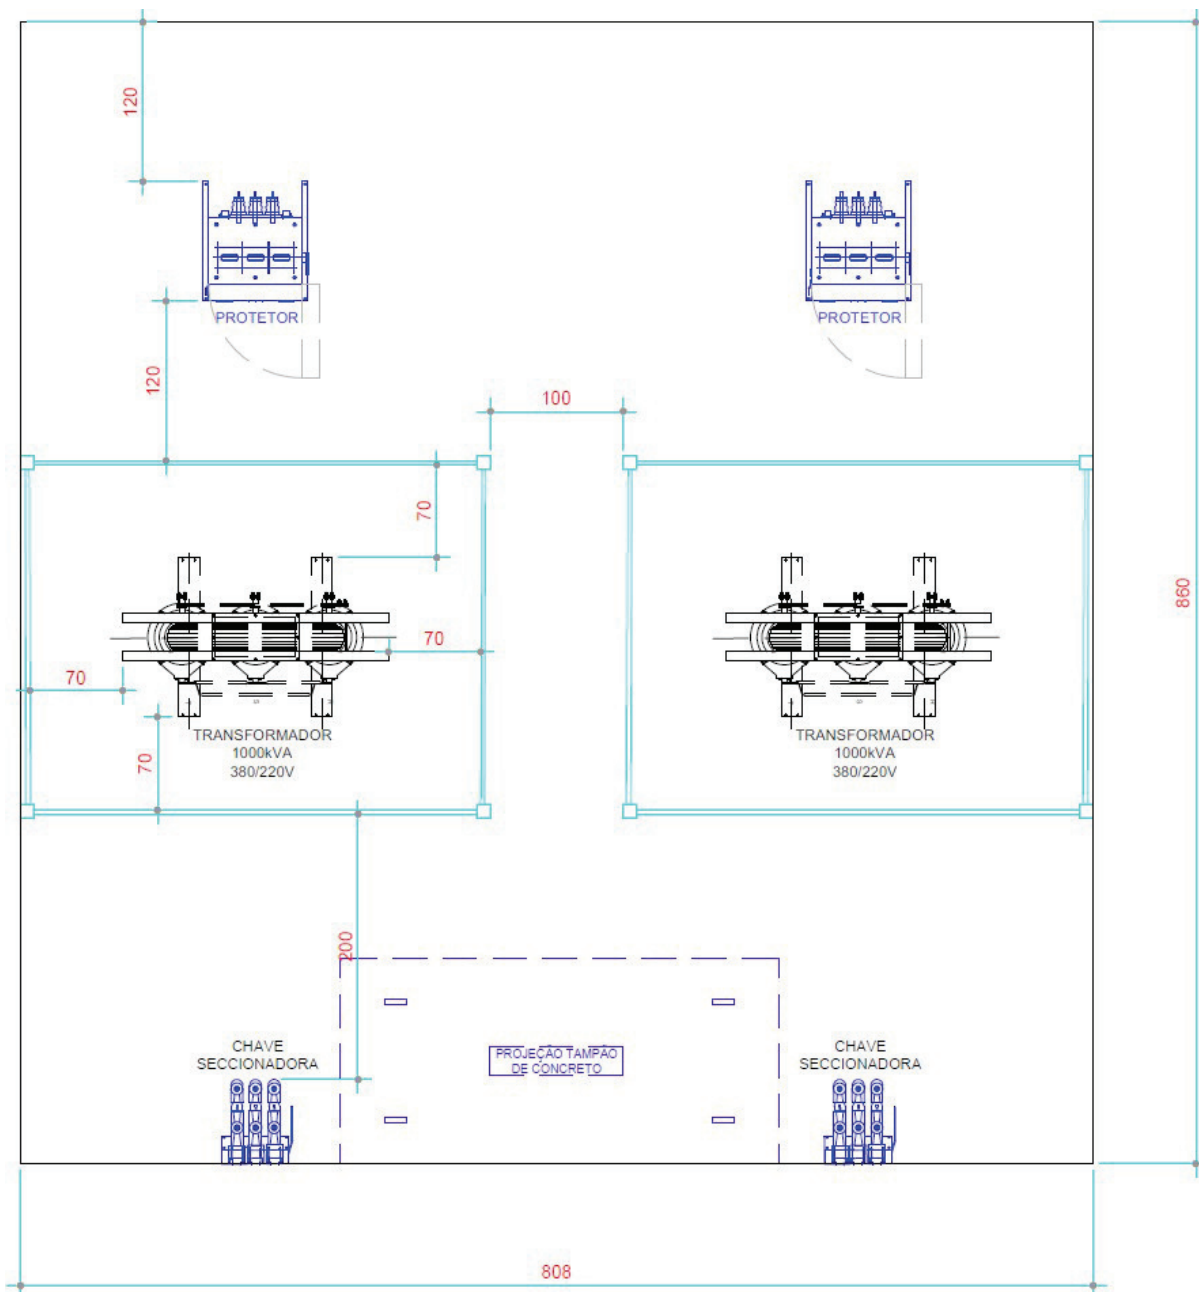 120
PROTETOR
PROTETOR
120
100
70
860
70
70
70
TRANSFORMADOR
1000kVA
380/220V
TRANSFORMADOR
1000kVA
380/220V
200
CHAVE
SECCIONADORA
PROJEÇÃO TAMPÃO
DE CONCRETO
CHAVE
SECCIONADORA
808